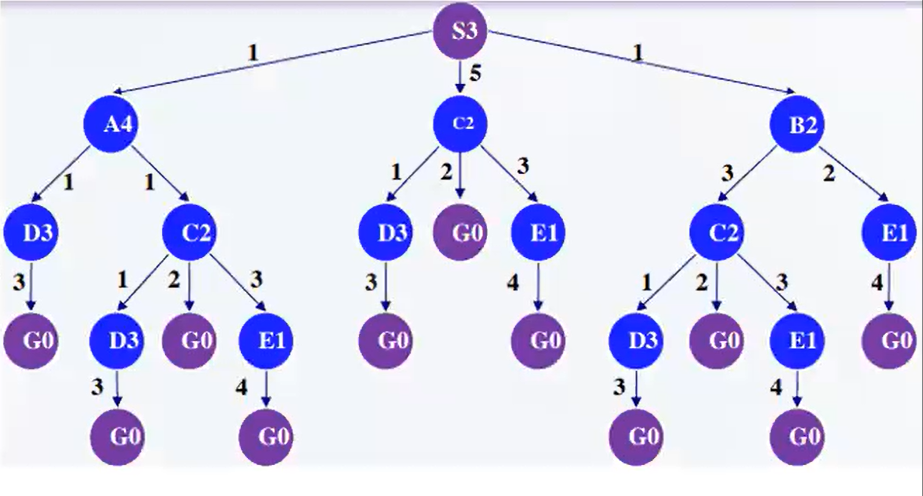 S3
1 5 1
A4 C2 B2
1 1 1 2 3 3 2
D3 C2 D3 G0 E1 C2 E1
3 1 2 3 3 4 1 2 3 4
G0 D3 G0 E1 G0 G0 D3 G0 E1 G0
3 4 3 4
G0 G0 G0 G0